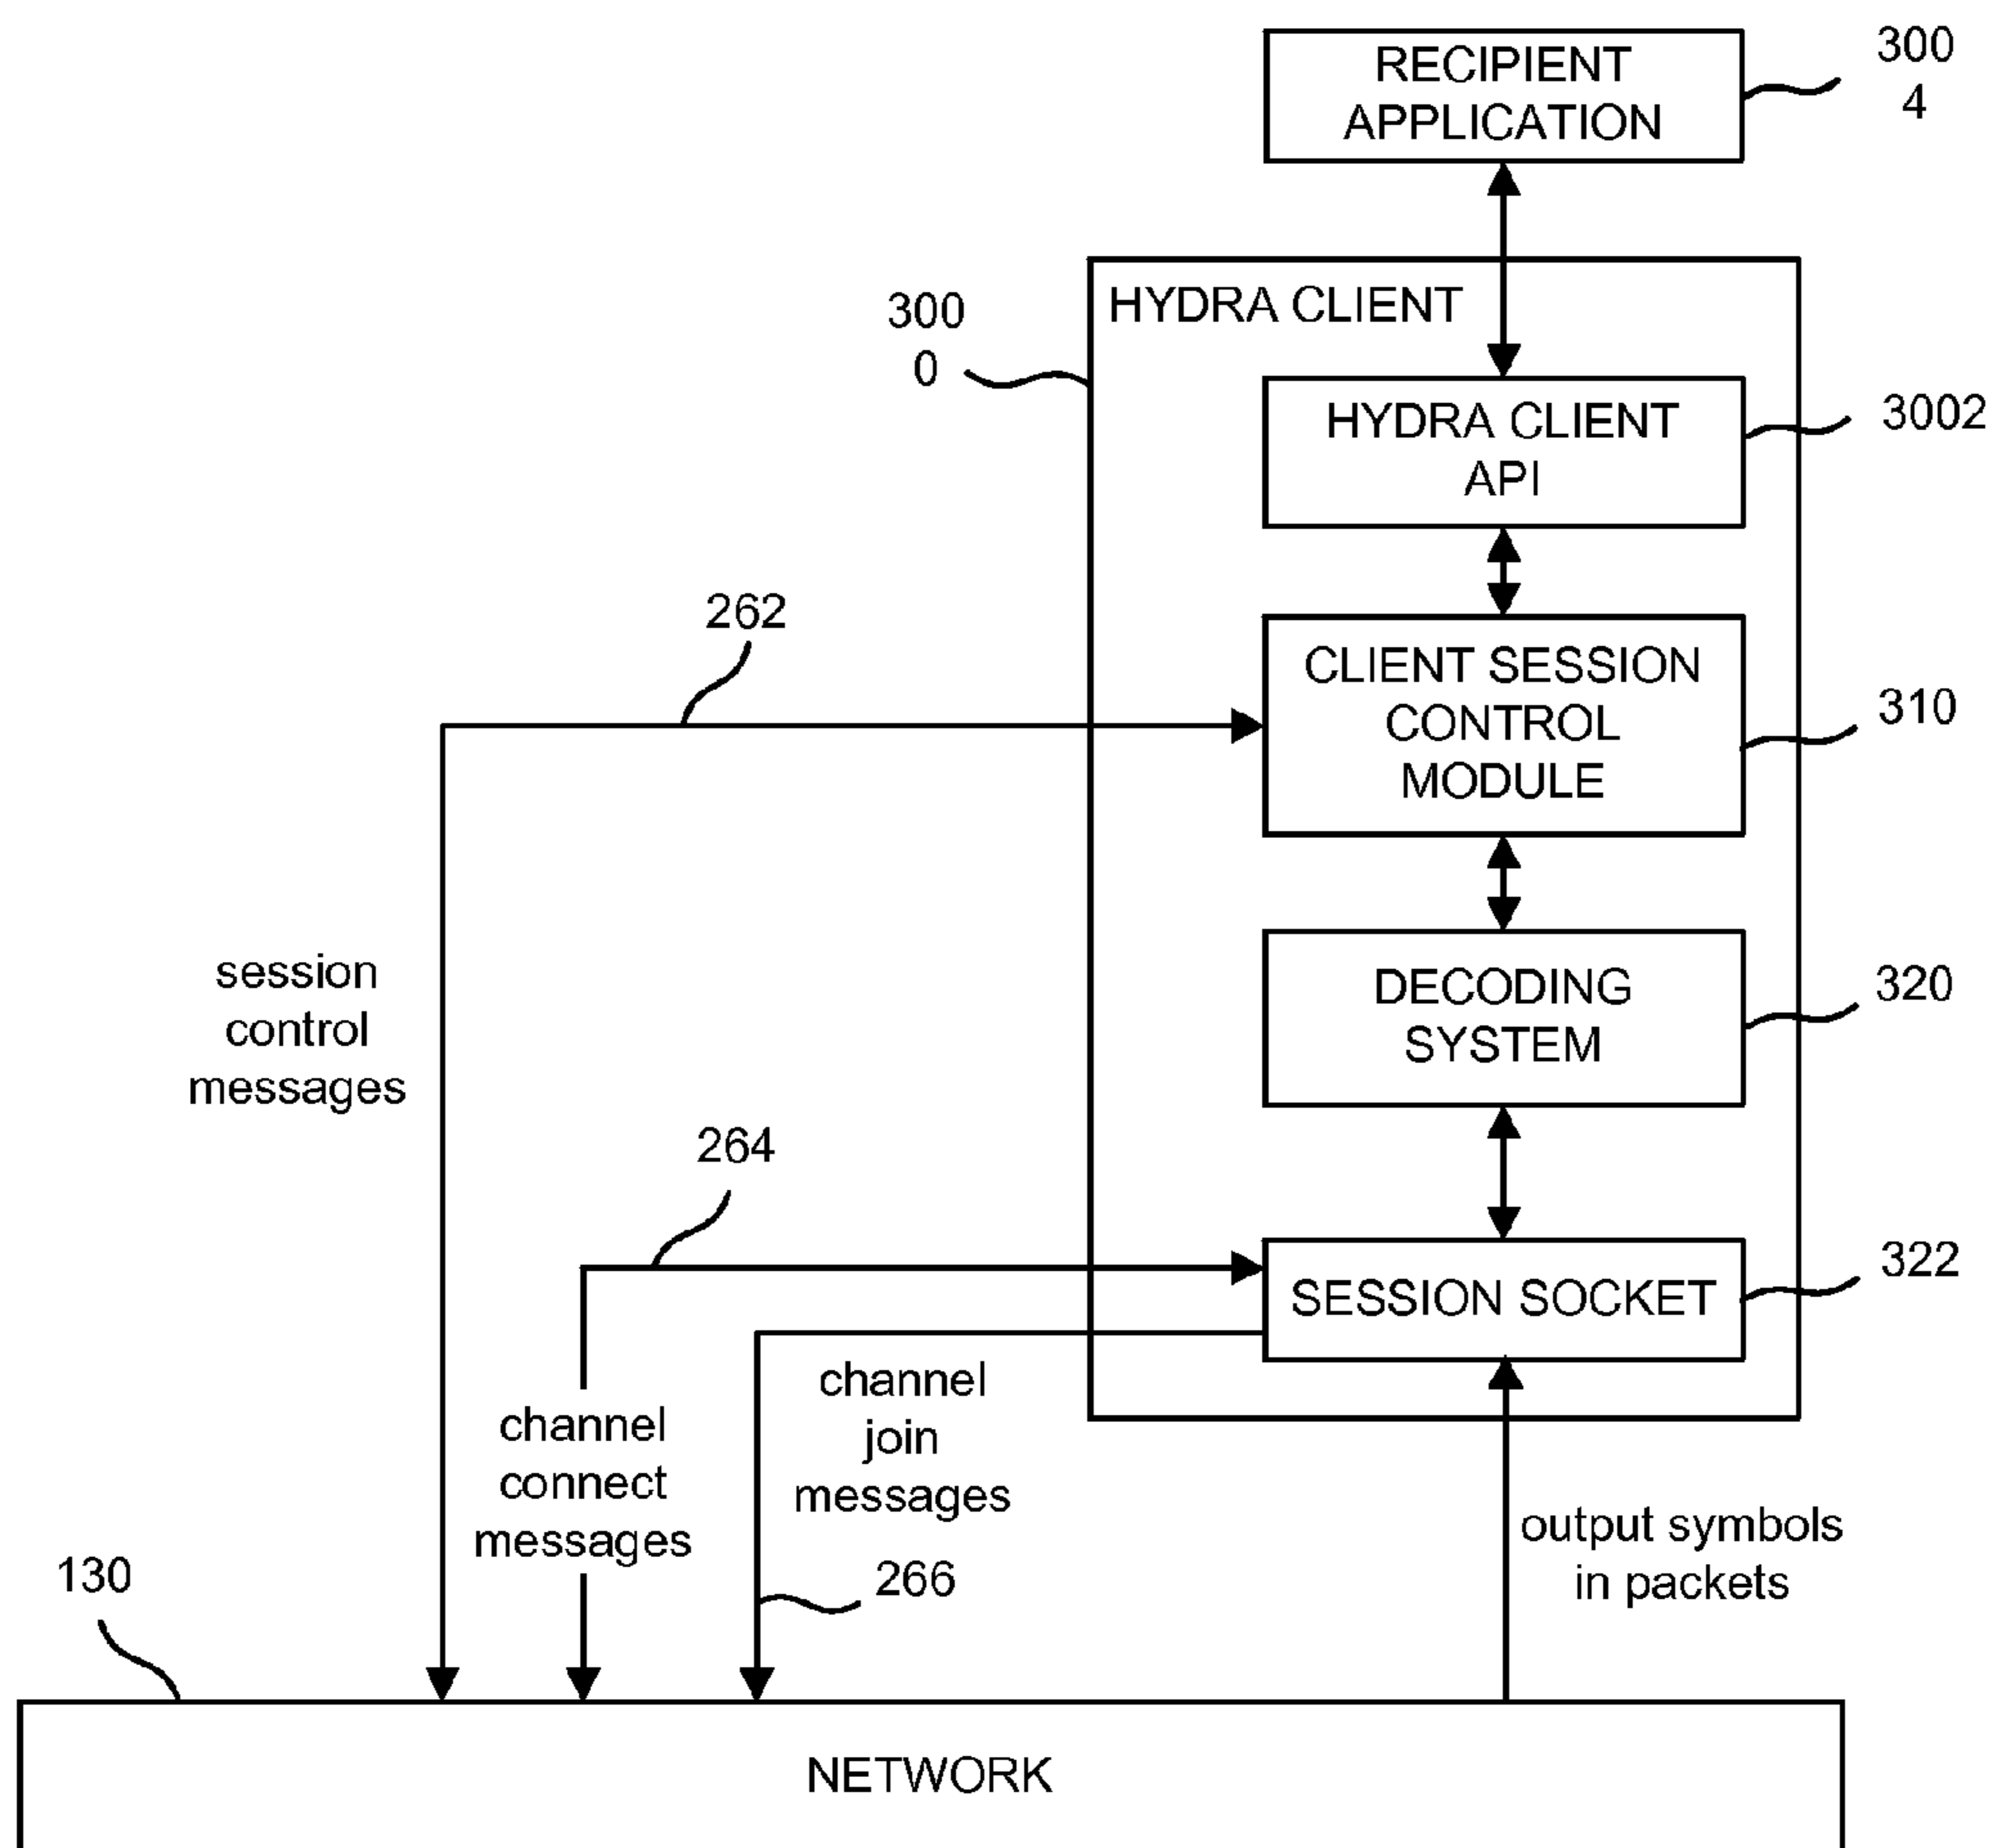 RECIPIENT
APPLICATION
300
4
HYDRA CLIENT
300
0
HYDRA CLIENT
API
3002
262
CLIENT SESSION
CONTROL
MODULE
310
session
control
messages
DECODING
SYSTEM
320
264
SESSION SOCKET
322
channel
connect
messages
channel
join
messages
266
output symbols
in packets
130
NETWORK